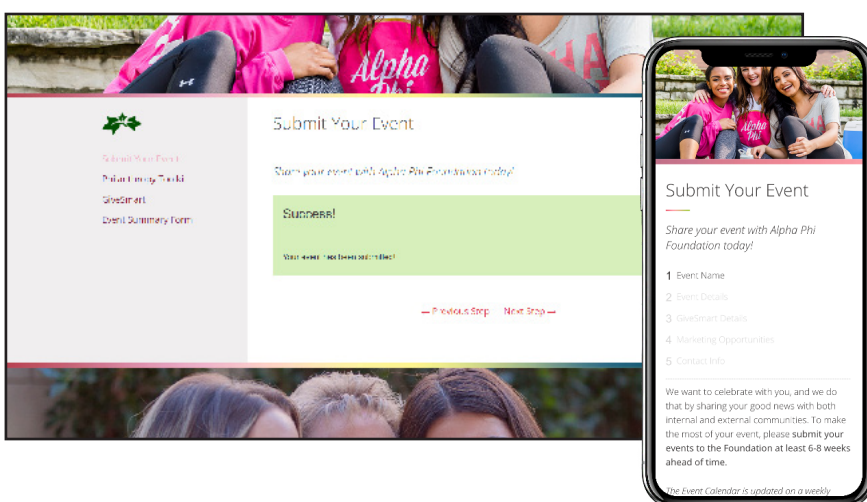 Alpha
Phi
Submit Your Event
Submit Your Event
Philanthropy Toolkit
GiveSmart
Event Summary Form
Share your event with Alpha Phi Foundation today!
Success!
Your event has been submitted!
— Previous Step
Next Step →
Alpha
Phi
Submit Your Event
Share your event with Alpha Phi
Foundation today!
1 Event Name
2 Event Details
3 GiveSmart Details
4 Marketing Opportunities
5 Contact Info
We want to celebrate with you, and we do
that by sharing your good news with both
internal and external communities. To make
the most of your event, please submit your
events to the Foundation at least 6-8 weeks
ahead of time.
The Event Calendar is updated on a weekly